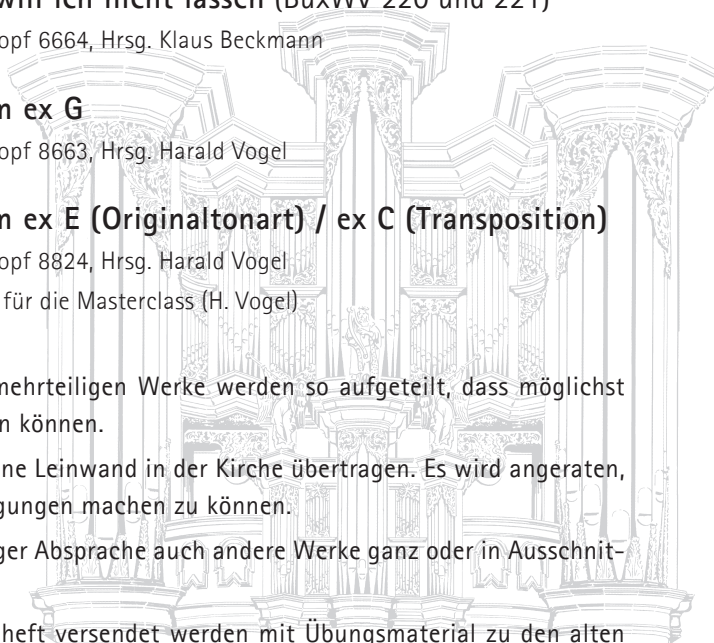 will ich nicht lassen (BuxWV 220 und 221)
opf 6664, Hrsg. Klaus Beckmann
m ex G
opf 8663, Hrsg. Harald Vogel
m ex E (Originaltonart) / ex C (Transposition)
opf 8824, Hrsg. Harald Vogel
für die Masterclass (H. Vogel)
mehrteiligen Werke werden so aufgeteilt, dass möglichst
n können.
ne Leinwand in der Kirche übertragen. Es wird angeraten,
gungen machen zu können.
ger Absprache auch andere Werke ganz oder in Ausschnit-
heft versendet werden mit Übungsmaterial zu den alten